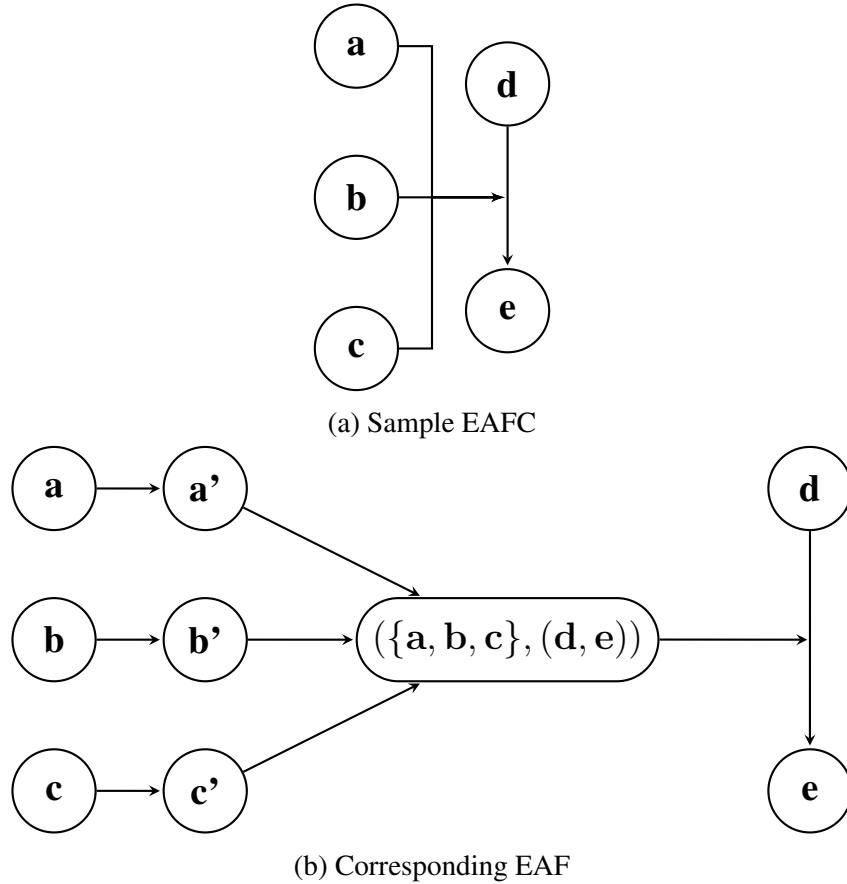 a
d
b
e
c
(a) Sample EAFC
a
a’
d
b
b’
({a, b, c}, (d, e))
c
c’
e
(b) Corresponding EAF